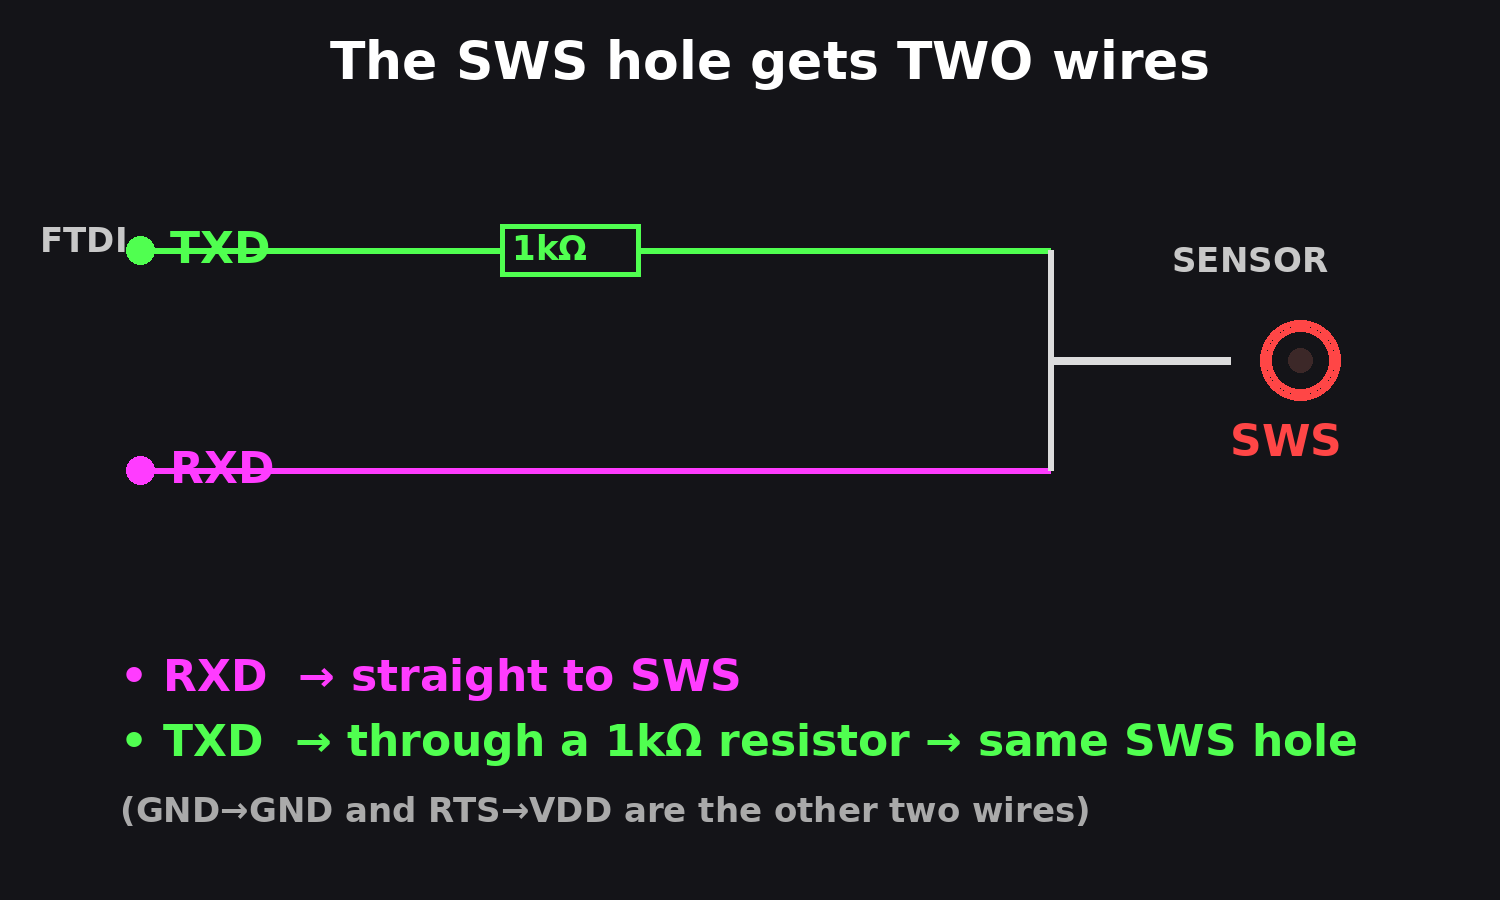 The SWS hole gets TWO wires
FTDI
TXD
1kΩ
SENSOR
SWS
RXD
• RXD → straight to SWS
• TXD → through a 1kΩ resistor → same SWS hole
(GND→GND and RTS→VDD are the other two wires)